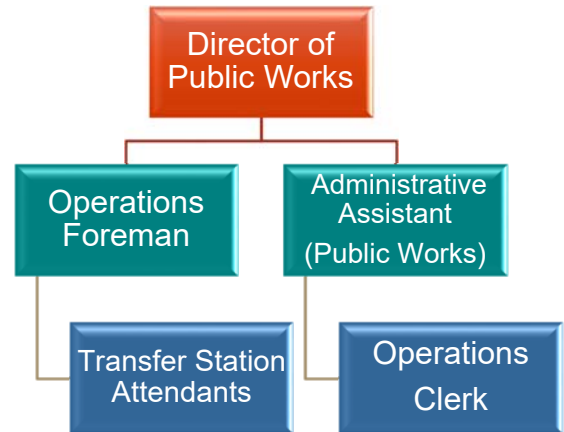 Director of
Public Works
Operations
Foreman
Administrative
Assistant
(Public Works)
Transfer Station
Attendants
Operations
Clerk